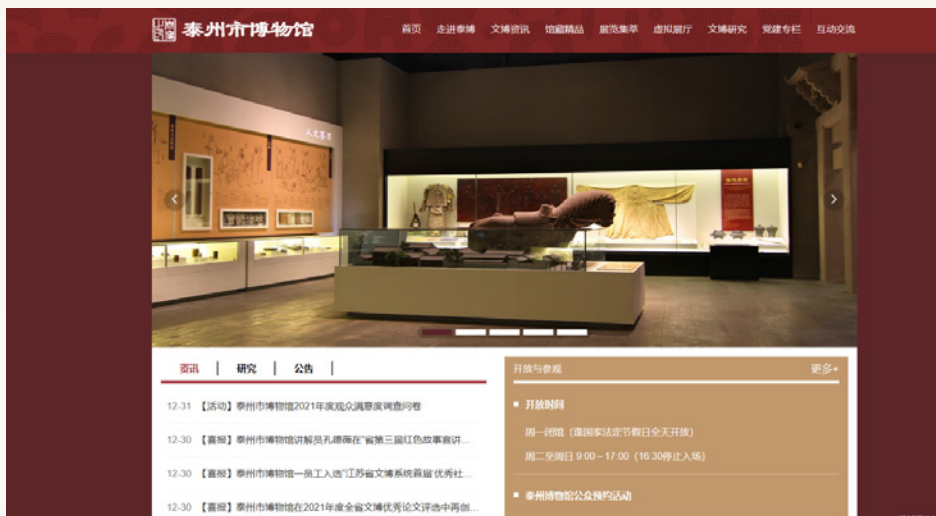 泰州市博物馆
首页 走进泰博 文博资讯 馆藏精品 展览集萃 虚拟展厅 文博研究 党建专栏 互动交流
人文荟萃
资讯 研究 公告
12-31 【活动】泰州市博物馆2021年度观众满意度调查问卷
12-30 【喜报】泰州市博物馆讲解员孔德薇在“省第三届红色故事宣讲...
12-30 【喜报】泰州市博物馆一员工入选“江苏省文博系统首届‘优秀社...
12-30 【喜报】泰州市博物馆在2021年度全省文博优秀论文评选中再创...
开放与参观 更多+
开放时间
周一闭馆（逢国家法定节假日全天开放）
周二至周日 9:00－17:00（16:30停止入场）
泰州博物馆公众预约活动